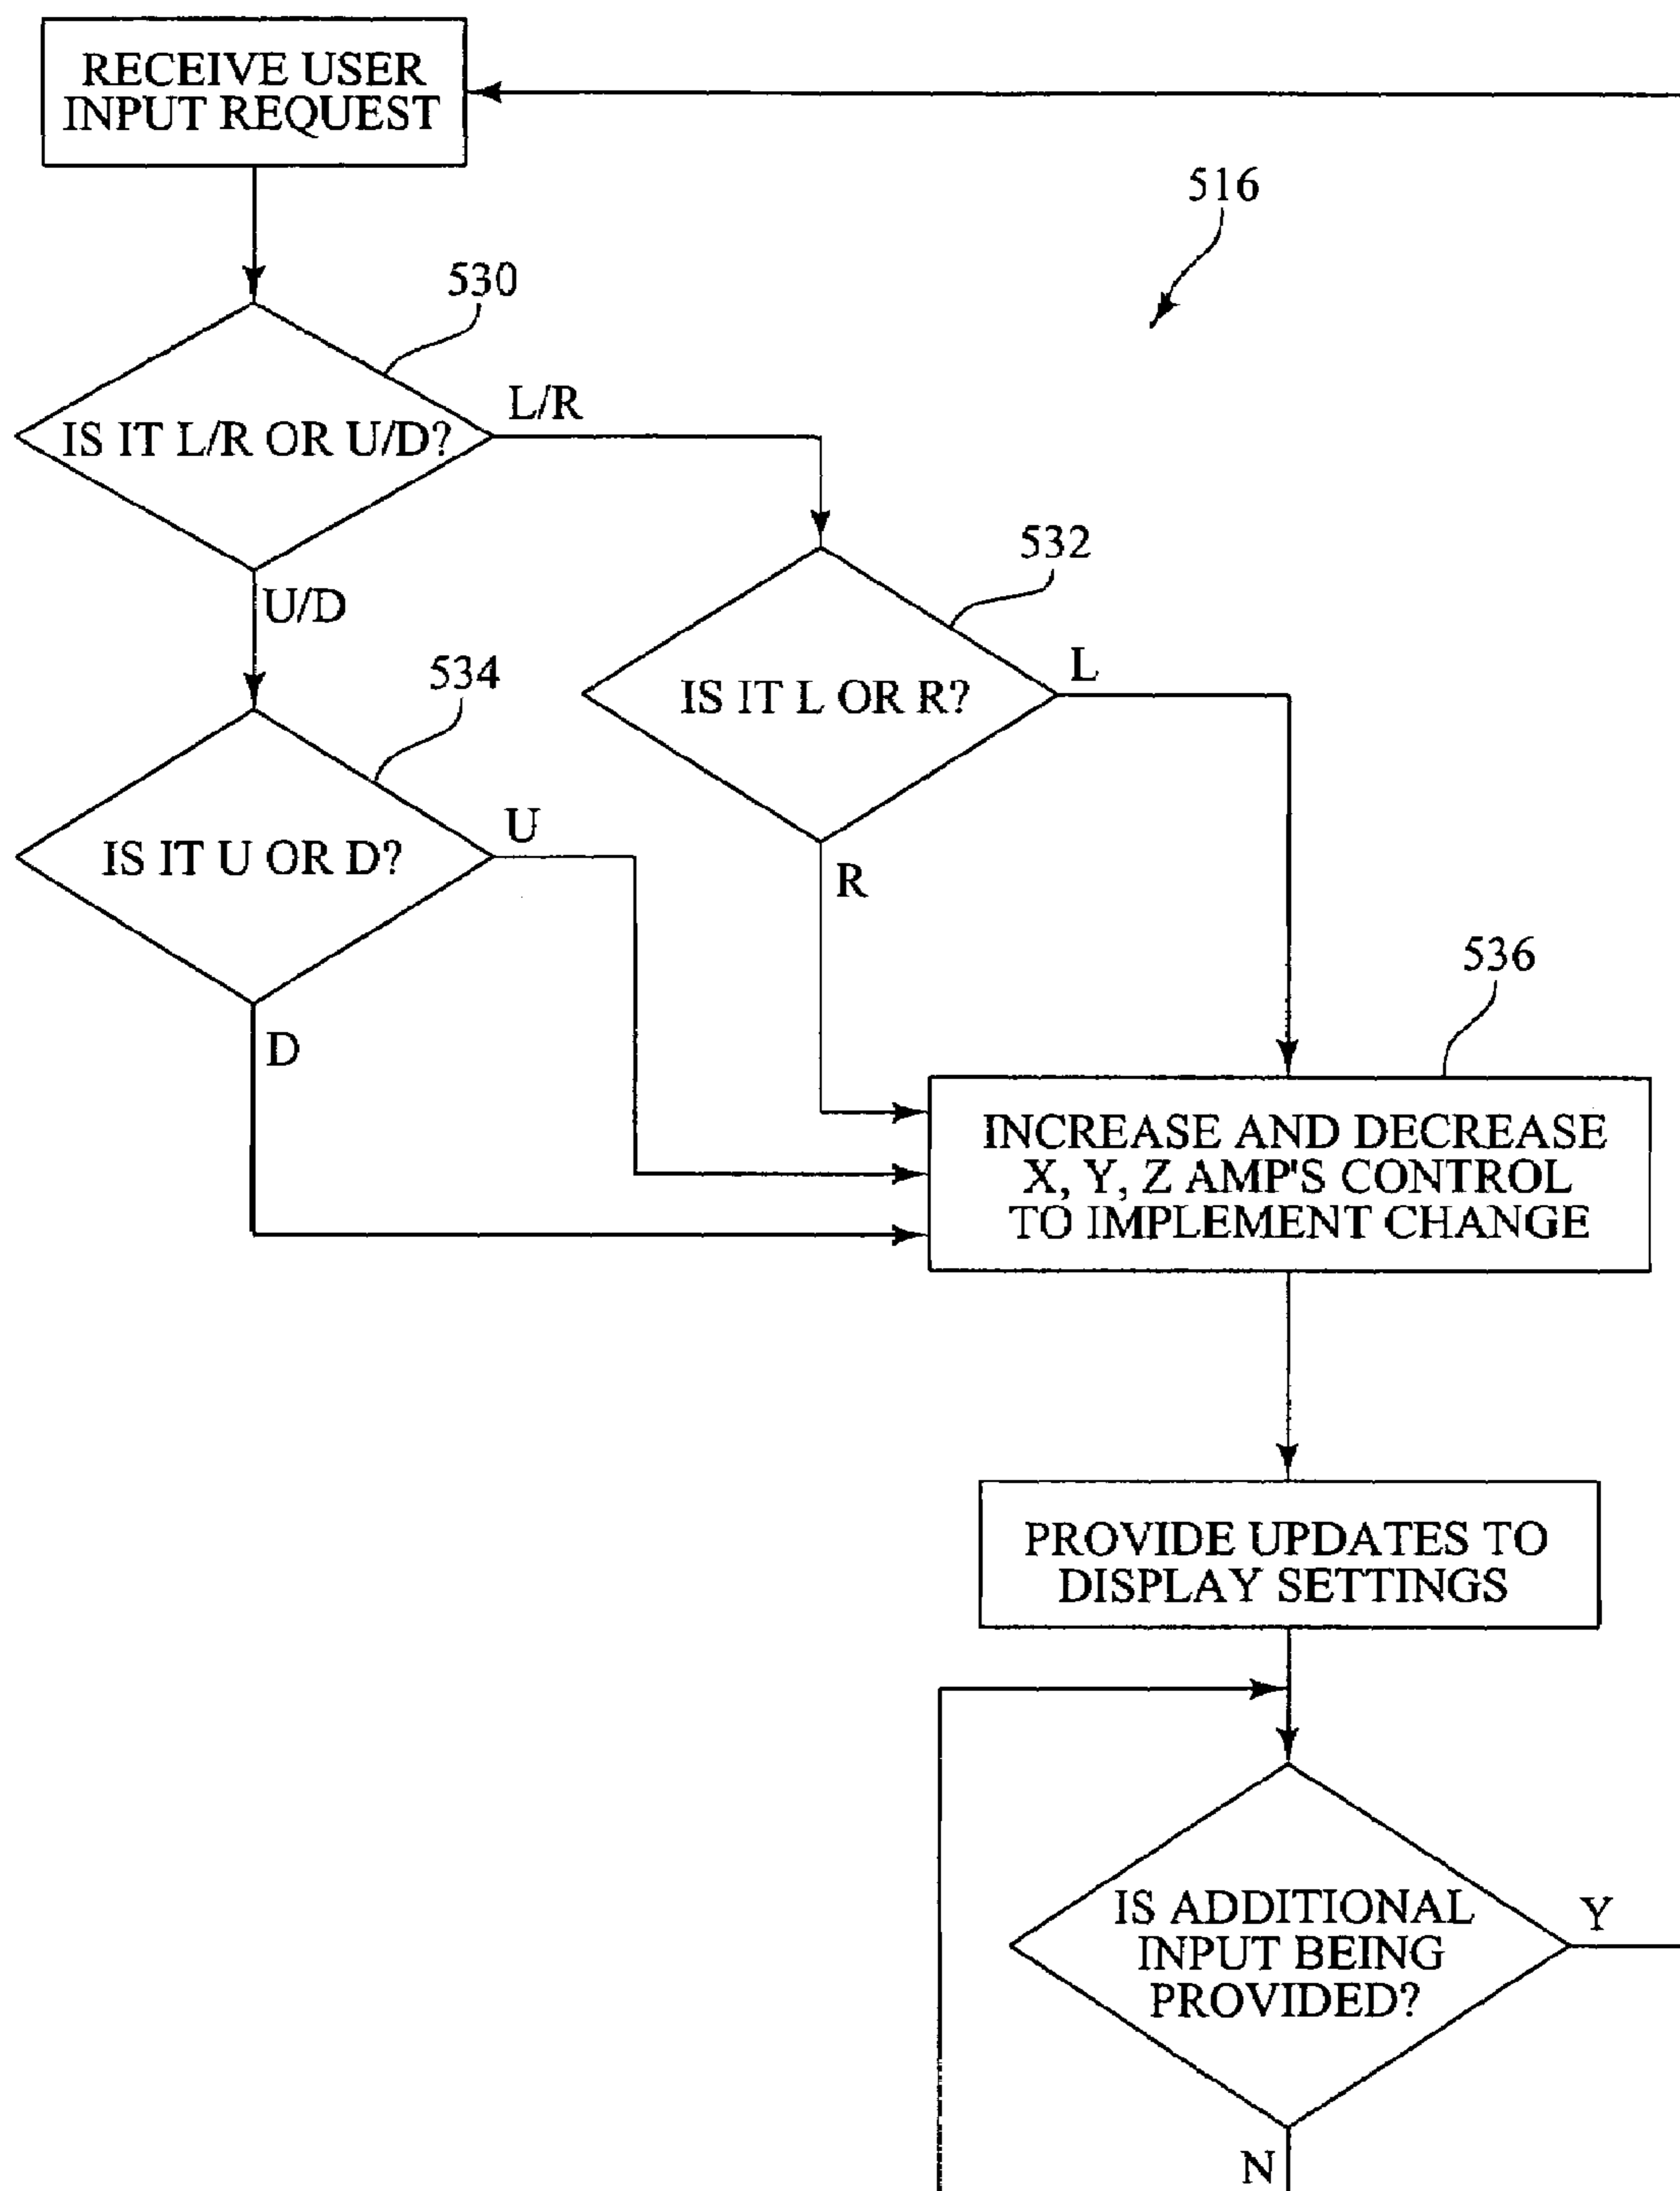 RECEIVE USER
INPUT REQUEST
516
530
IS IT L/R OR U/D?
L/R
U/D
532
IS IT L OR R?
L
R
534
IS IT U OR D?
U
D
536
INCREASE AND DECREASE
X, Y, Z AMP'S CONTROL
TO IMPLEMENT CHANGE
PROVIDE UPDATES TO
DISPLAY SETTINGS
IS ADDITIONAL
INPUT BEING
PROVIDED?
Y
N